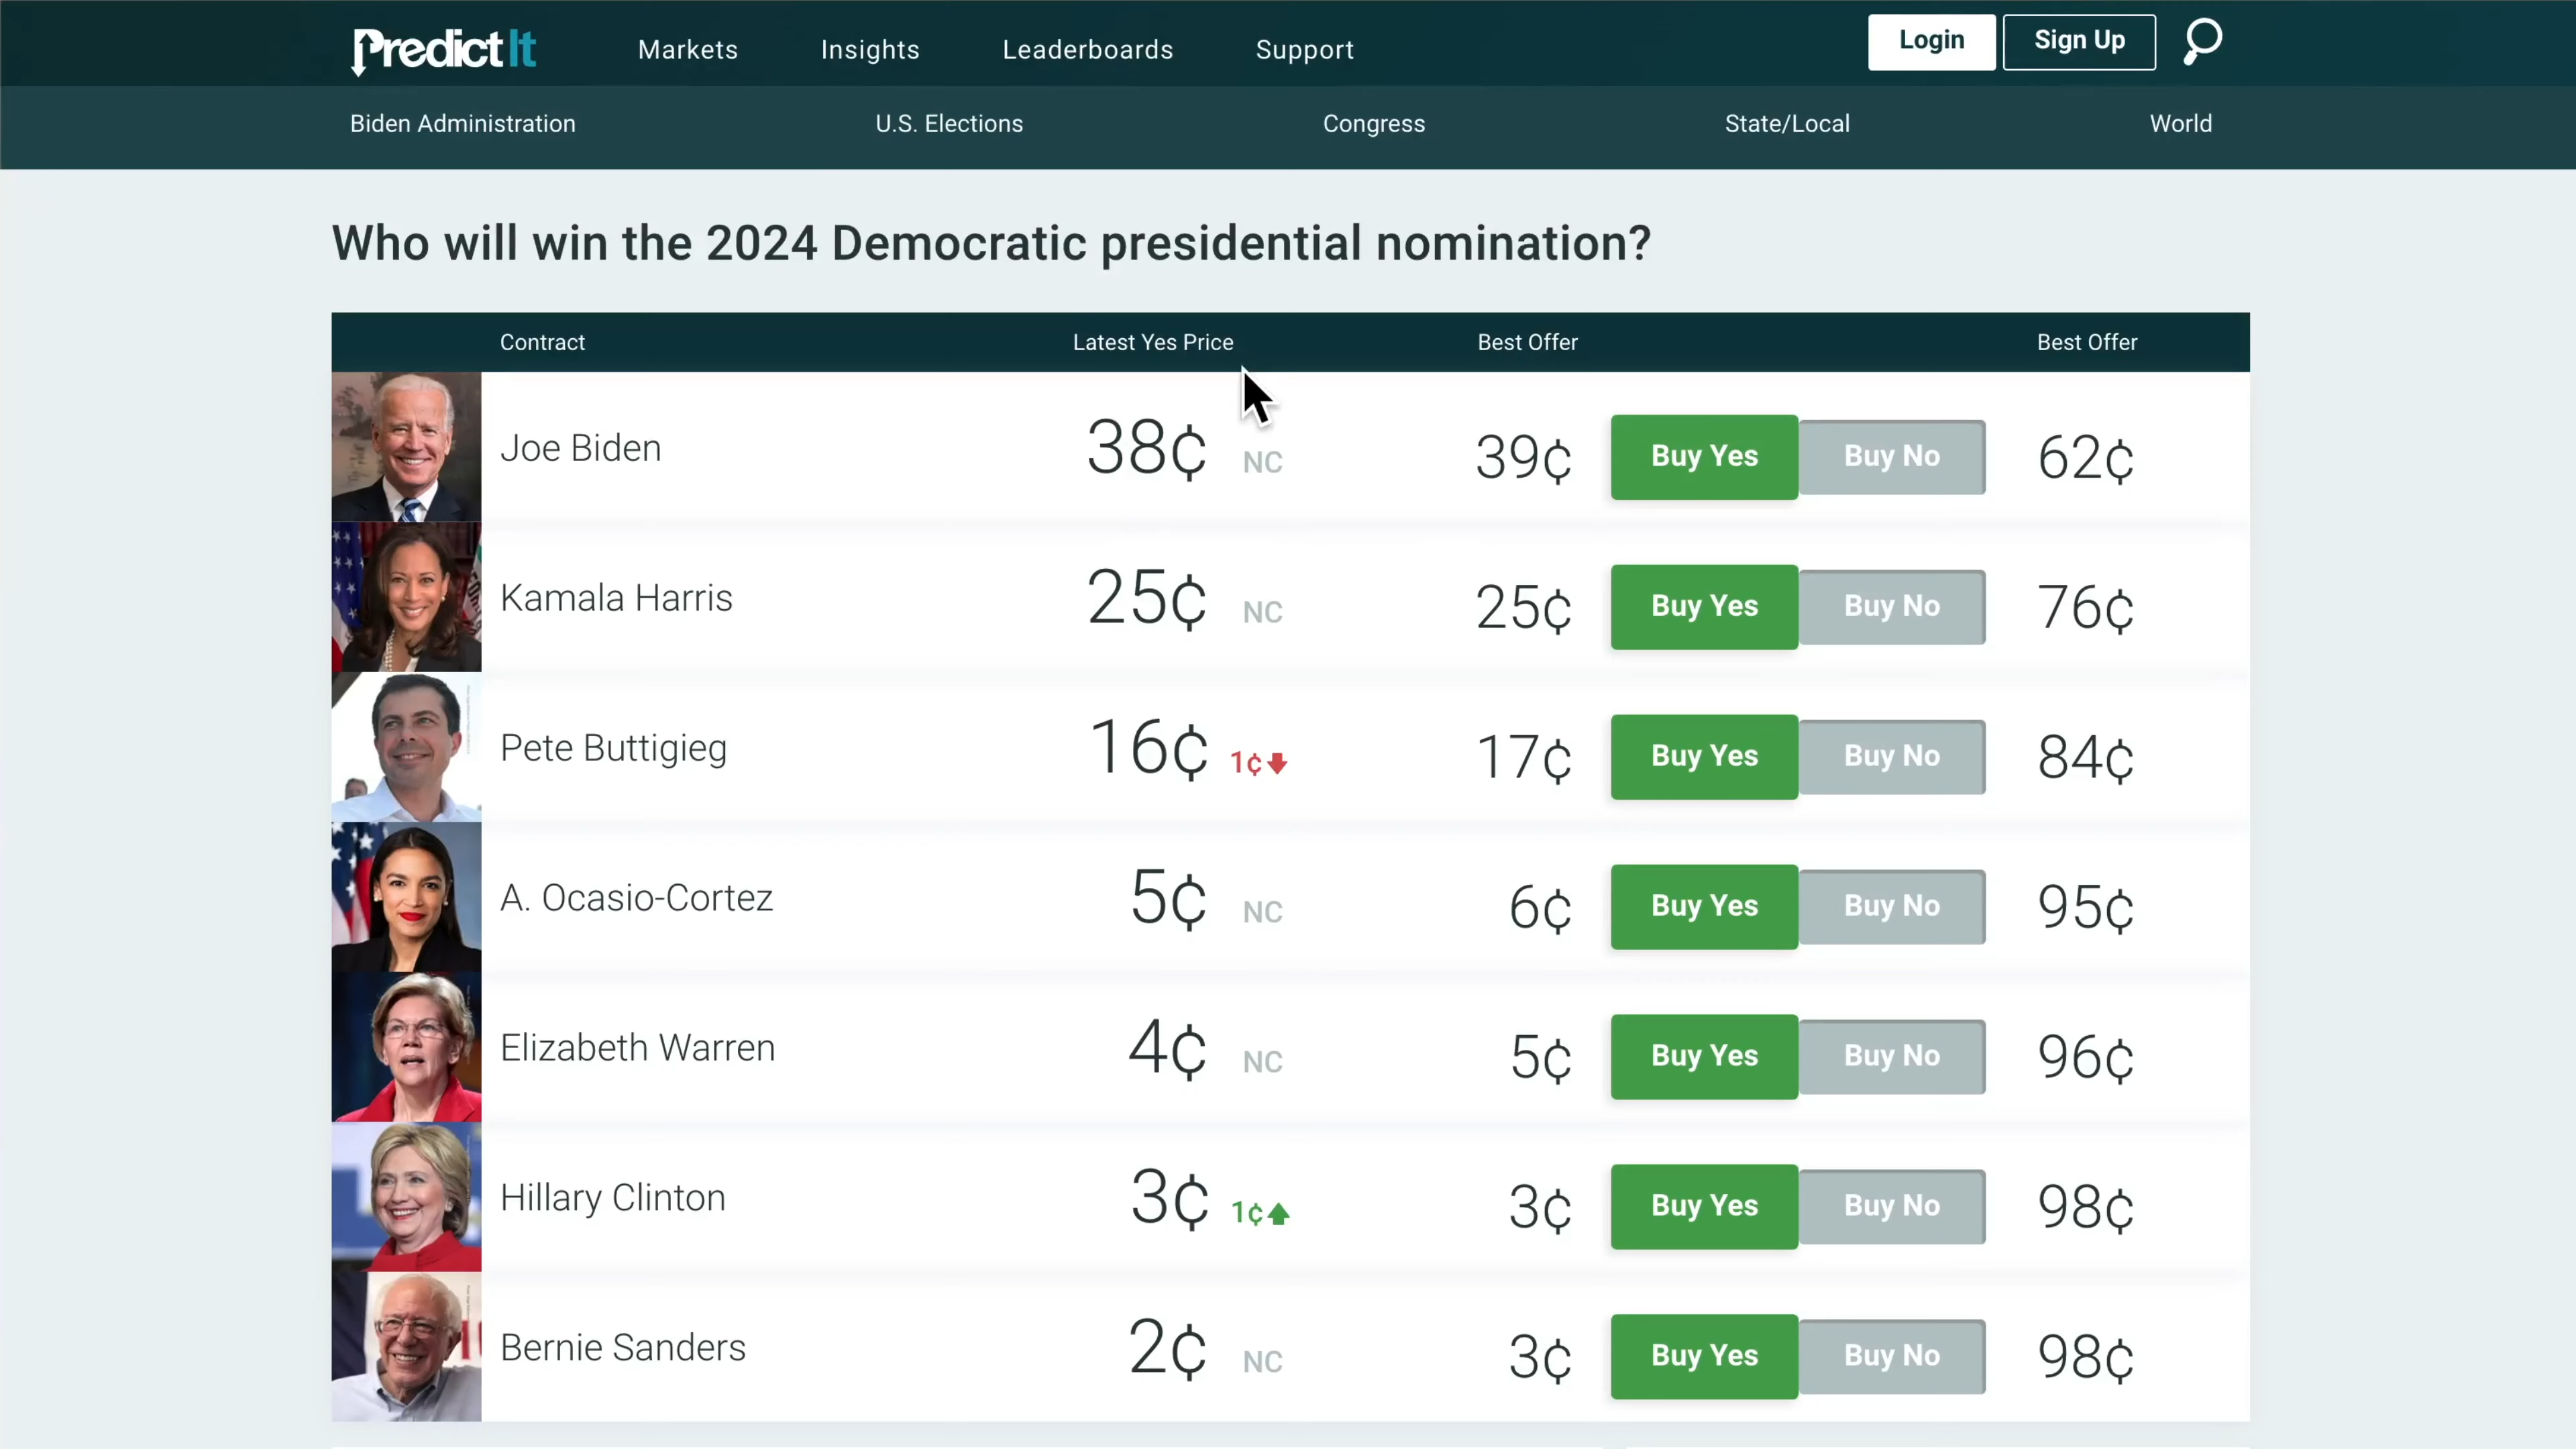 PredictIt Markets Insights Leaderboards Support Login Sign Up
Biden Administration U.S. Elections Congress State/Local World
Who will win the 2024 Democratic presidential nomination?
Contract Latest Yes Price Best Offer Best Offer
Joe Biden 38¢ NC 39¢ Buy Yes Buy No 62¢
Kamala Harris 25¢ NC 25¢ Buy Yes Buy No 76¢
Pete Buttigieg 16¢ 1¢ 17¢ Buy Yes Buy No 84¢
A. Ocasio-Cortez 5¢ NC 6¢ Buy Yes Buy No 95¢
Elizabeth Warren 4¢ NC 5¢ Buy Yes Buy No 96¢
Hillary Clinton 3¢ 1¢ 3¢ Buy Yes Buy No 98¢
Bernie Sanders 2¢ NC 3¢ Buy Yes Buy No 98¢